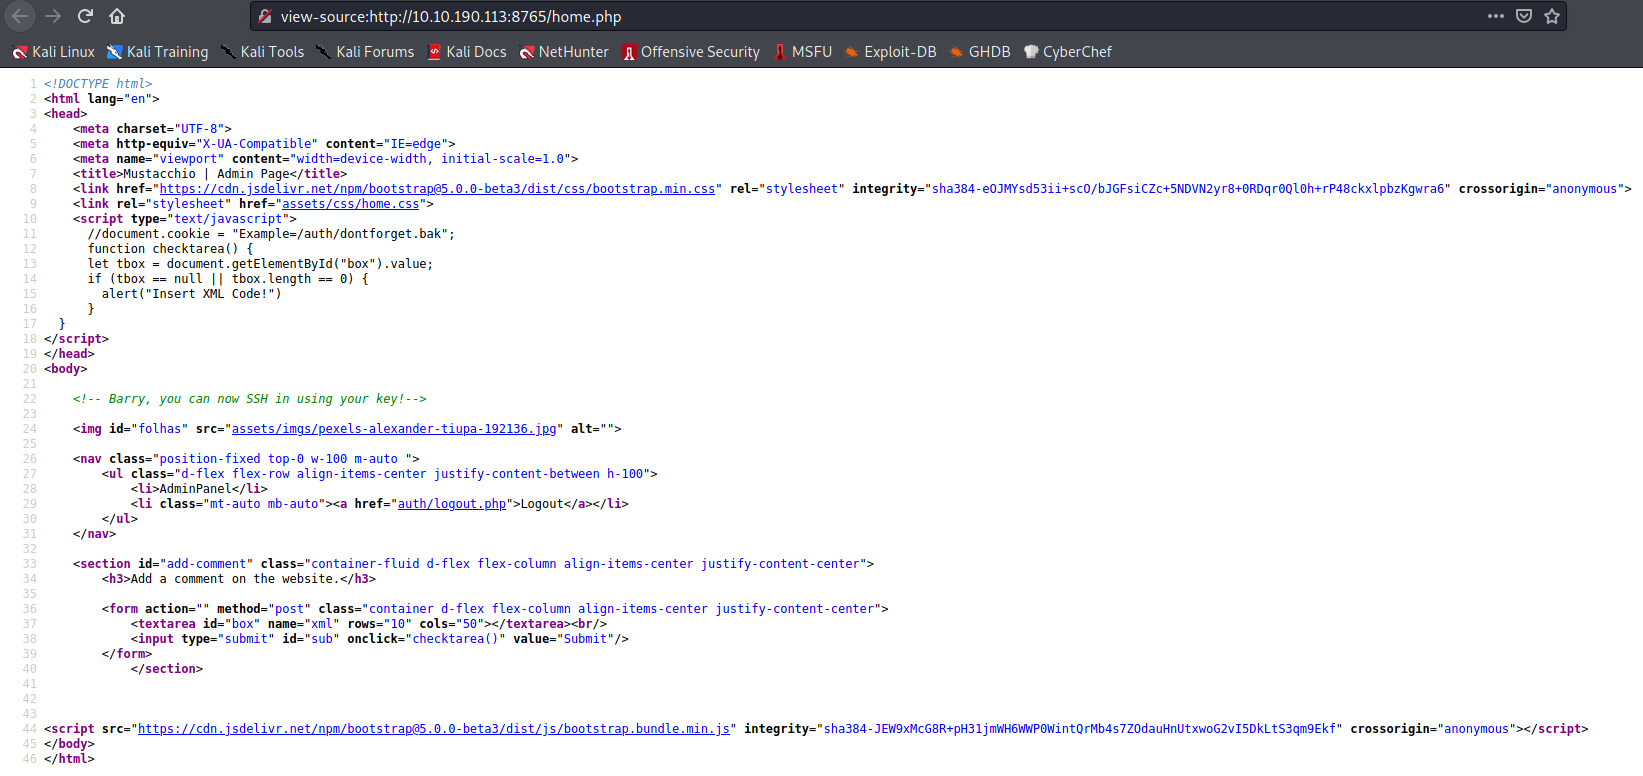 view-source:http://10.10.190.113:8765/home.php
Kali Linux Kali Training Kali Tools Kali Forums Kali Docs NetHunter Offensive Security MSFU Exploit-DB GHDB CyberChef
1 <!DOCTYPE html>
2 <html lang="en">
3 <head>
4     <meta charset="UTF-8">
5     <meta http-equiv="X-UA-Compatible" content="IE=edge">
6     <meta name="viewport" content="width=device-width, initial-scale=1.0">
7     <title>Mustacchio | Admin Page</title>
8     <link href="https://cdn.jsdelivr.net/npm/bootstrap@5.0.0-beta3/dist/css/bootstrap.min.css" rel="stylesheet" integrity="sha384-eOJMYsd53ii+scO/bJGFsiCZc+5NDVN2yr8+0RDqr0Ql0h+rP48ckxlpbzKgwra6" crossorigin="anonymous">
9     <link rel="stylesheet" href="assets/css/home.css">
10     <script type="text/javascript">
11       //document.cookie = "Example=/auth/dontforget.bak";
12       function checktarea() {
13       let tbox = document.getElementById("box").value;
14       if (tbox == null || tbox.length == 0) {
15         alert("Insert XML Code!")
16       }
17   }
18 </script>
19 </head>
20 <body>
21
22     <!-- Barry, you can now SSH in using your key!-->
23
24     <img id="folhas" src="assets/imgs/pexels-alexander-tiupa-192136.jpg" alt="">
25
26     <nav class="position-fixed top-0 w-100 m-auto ">
27         <ul class="d-flex flex-row align-items-center justify-content-between h-100">
28             <li>AdminPanel</li>
29             <li class="mt-auto mb-auto"><a href="auth/logout.php">Logout</a></li>
30         </ul>
31     </nav>
32
33     <section id="add-comment" class="container-fluid d-flex flex-column align-items-center justify-content-center">
34         <h3>Add a comment on the website.</h3>
35
36         <form action="" method="post" class="container d-flex flex-column align-items-center justify-content-center">
37             <textarea id="box" name="xml" rows="10" cols="50"></textarea><br/>
38             <input type="submit" id="sub" onclick="checktarea()" value="Submit"/>
39         </form>
40             </section>
41
42
43
44 <script src="https://cdn.jsdelivr.net/npm/bootstrap@5.0.0-beta3/dist/js/bootstrap.bundle.min.js" integrity="sha384-JEW9xMcG8R+pH31jmWH6WWP0WintQrMb4s7ZOdauHnUtxwoG2vI5DkLtS3qm9Ekf" crossorigin="anonymous"></script>
45 </body>
46 </html>